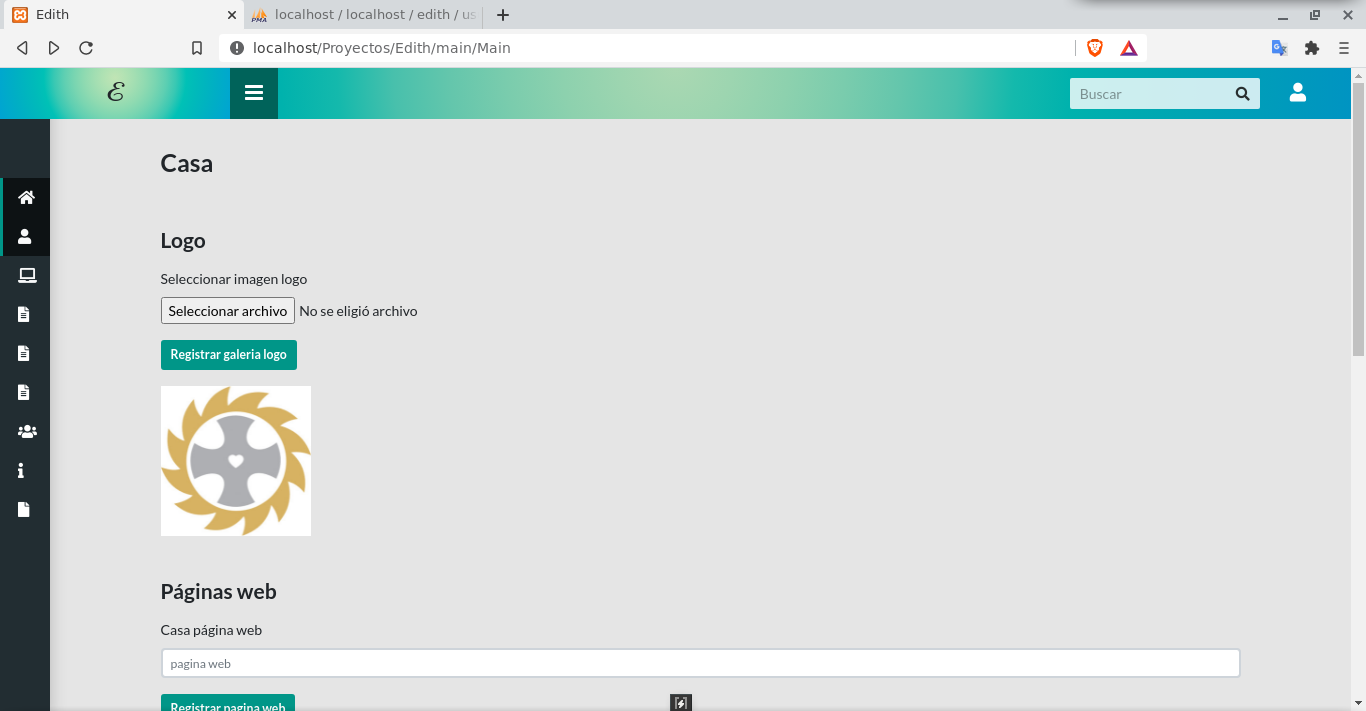 Edith
localhost / localhost / edith / us
localhost/Proyectos/Edith/main/Main
ℰ
Buscar
Casa
Logo
Seleccionar imagen logo
Seleccionar archivo No se eligió archivo
Registrar galeria logo
Páginas web
Casa página web
pagina web
Registrar pagina web